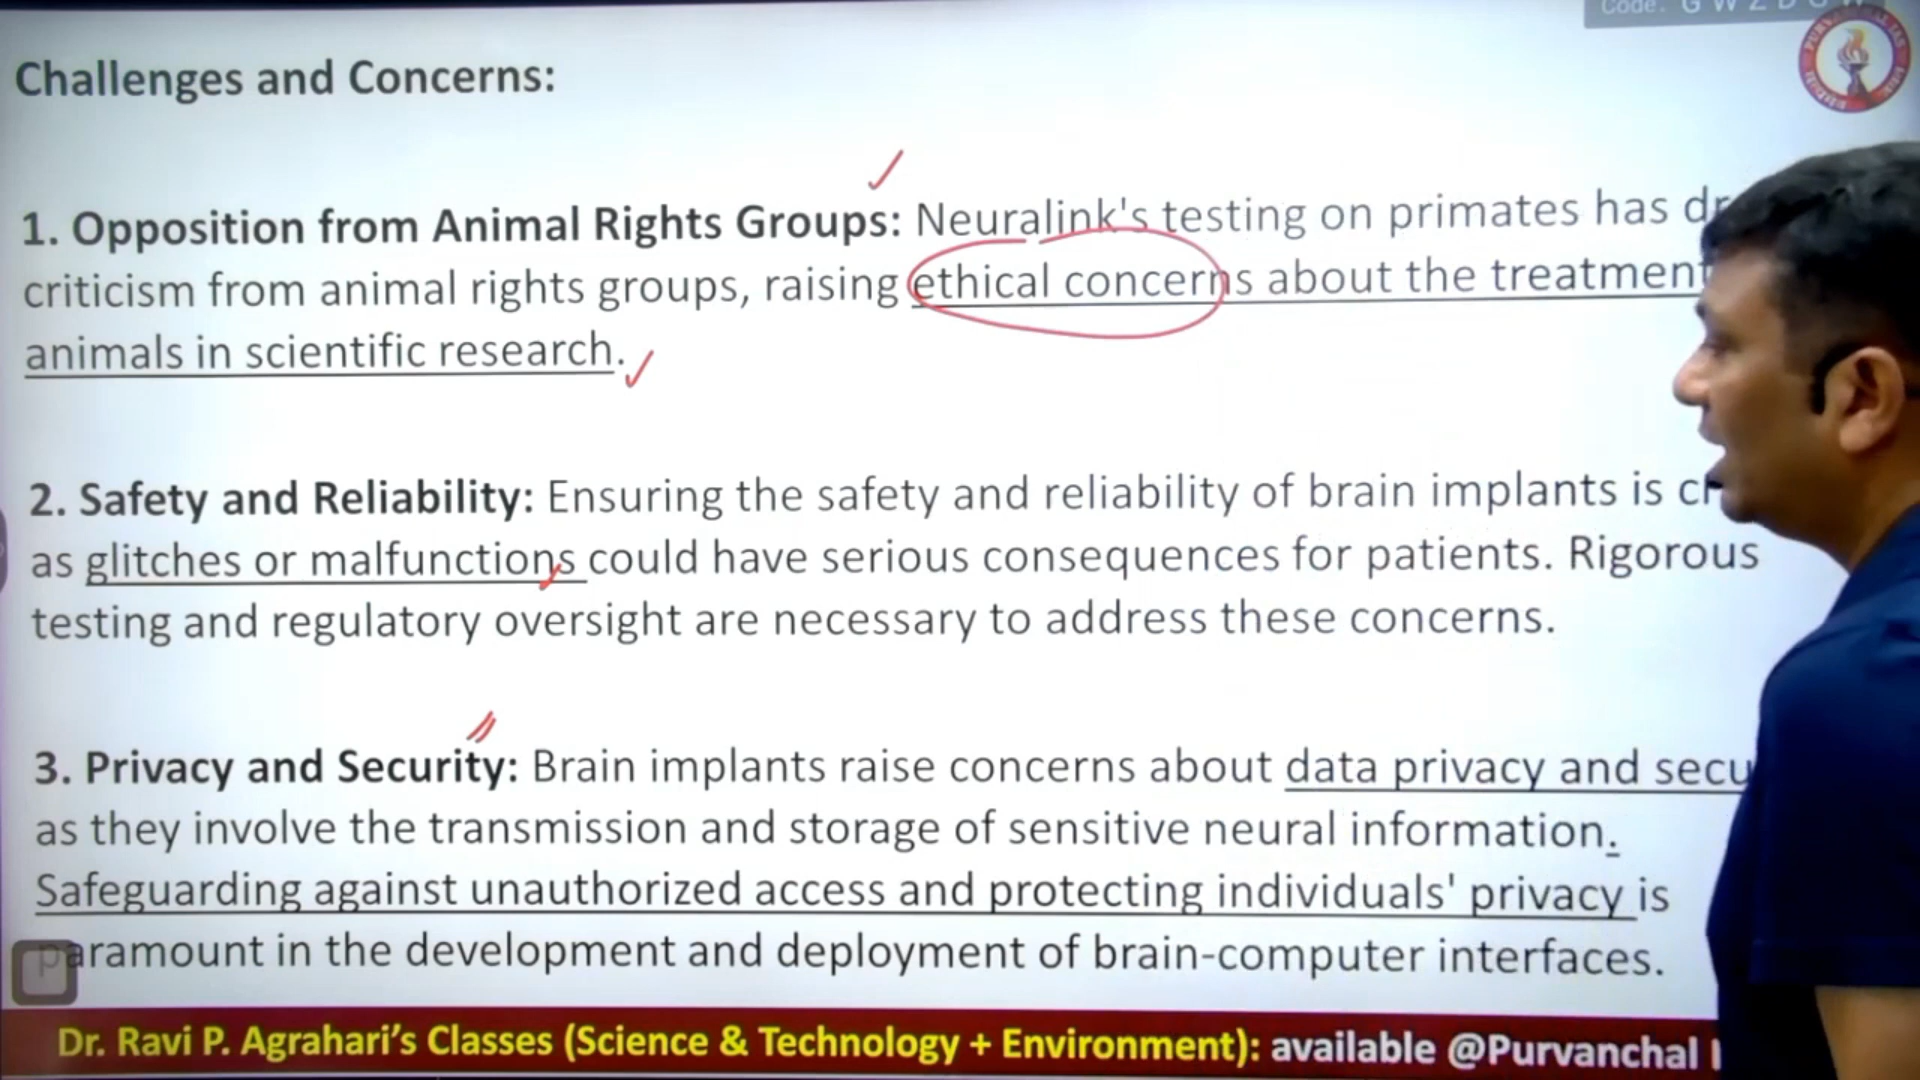 Code: G W Z D
Challenges and Concerns:
1. Opposition from Animal Rights Groups: Neuralink's testing on primates has
criticism from animal rights groups, raising ethical concerns about the treatment
animals in scientific research.
2. Safety and Reliability: Ensuring the safety and reliability of brain implants is
as glitches or malfunctions could have serious consequences for patients. Rigorous
testing and regulatory oversight are necessary to address these concerns.
3. Privacy and Security: Brain implants raise concerns about data privacy and
as they involve the transmission and storage of sensitive neural information.
Safeguarding against unauthorized access and protecting individuals' privacy is
paramount in the development and deployment of brain-computer interfaces.
Dr. Ravi P. Agrahari's Classes (Science & Technology + Environment): available @Purvanchal